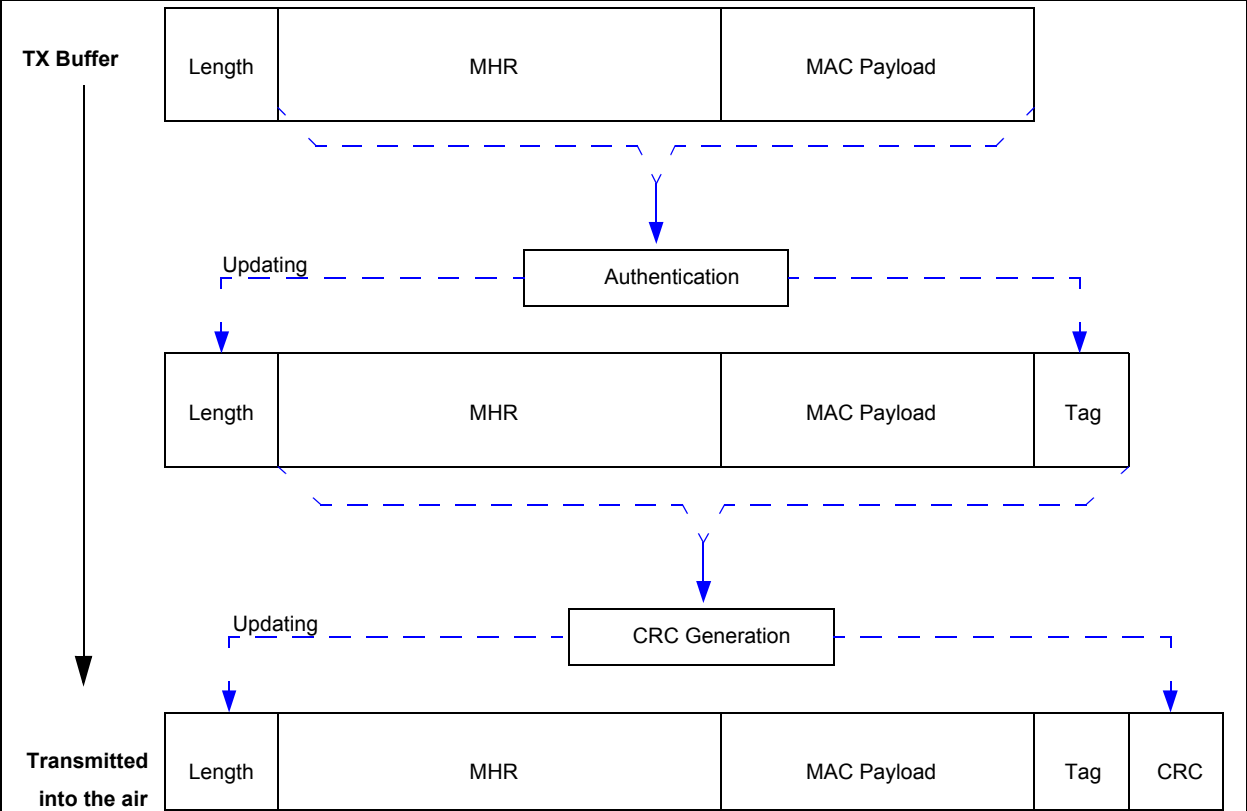 TX Buffer
Length MHR MAC Payload
Updating
Authentication
Length MHR MAC Payload Tag
Updating
CRC Generation
Transmitted
into the air
Length MHR MAC Payload Tag CRC